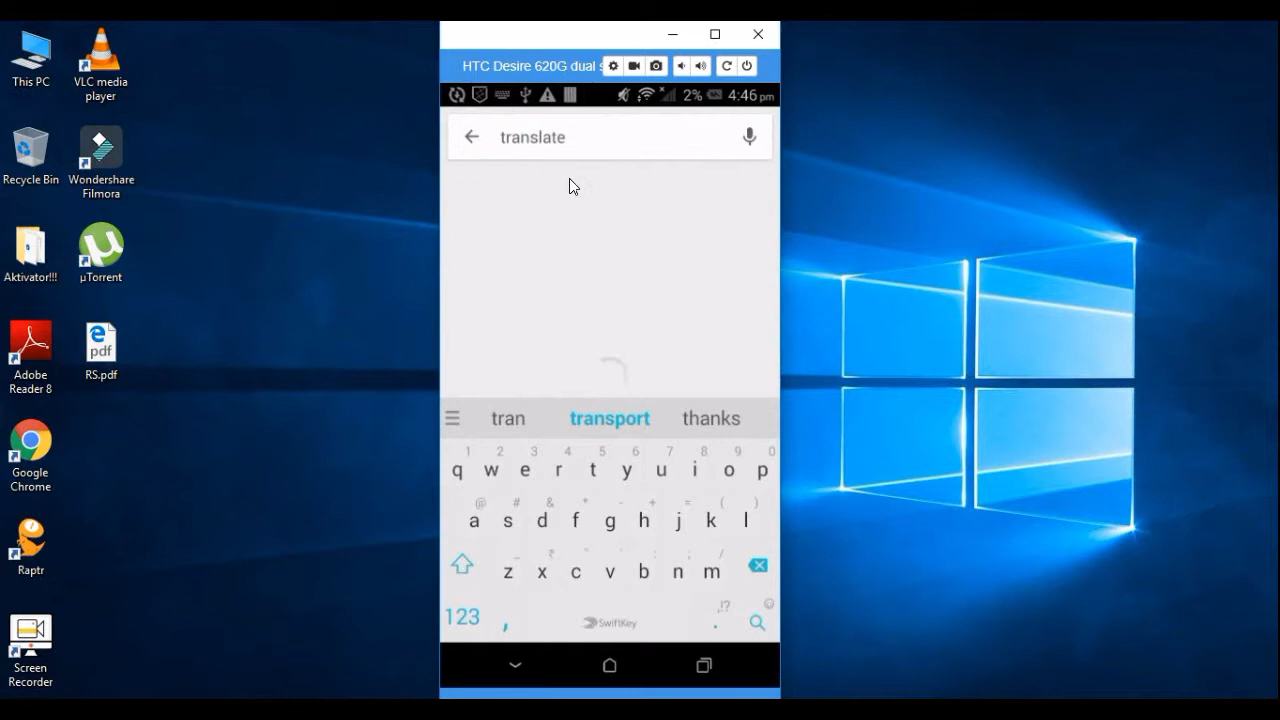 This PC
VLC media
player
Recycle Bin
Wondershare
Filmora
Aktivator!!!
µTorrent
Adobe
Reader 8
pdf
RS.pdf
Google
Chrome
Raptr
Screen
Recorder
HTC Desire 620G dual s
2% 4:46 pm
translate
tran transport thanks
1 2 3 4 5 6 7 8 9 0
q w e r t y u i o p
@ # & * - + = ( )
a s d f g h j k l
_ ₹ " ' : ; /
z x c v b n m
123 , SwiftKey . ,!?